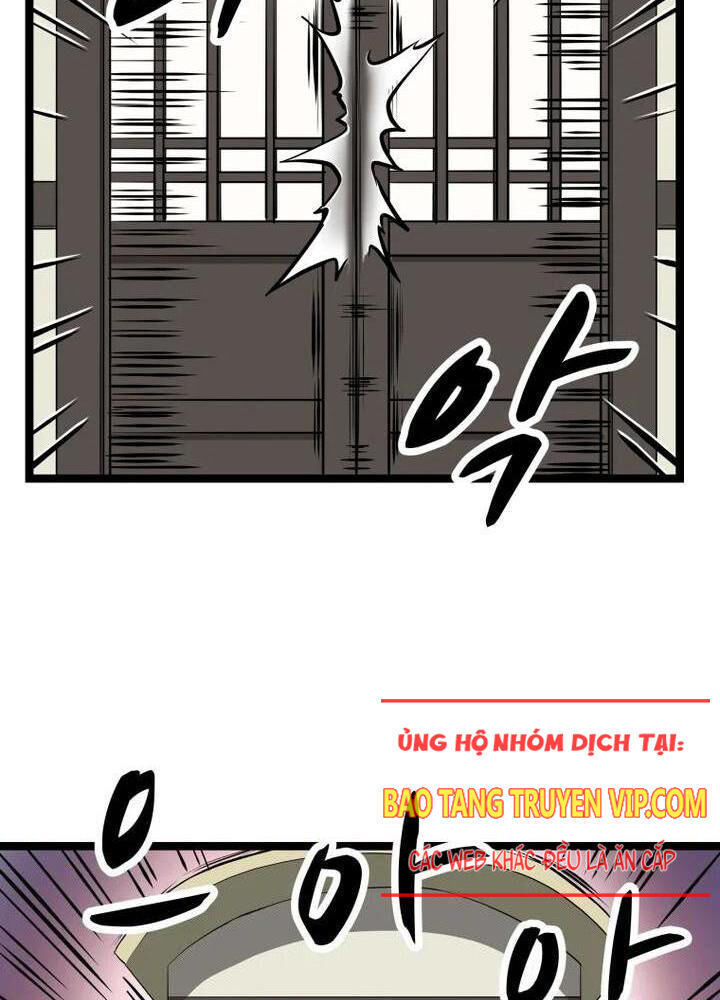 악
ỦNG HỘ NHÓM DỊCH TẠI:
BAO TANG TRUYEN VIP.COM
CÁC WEB KHÁC ĐỀU LÀ ĂN CẮP
으아
아